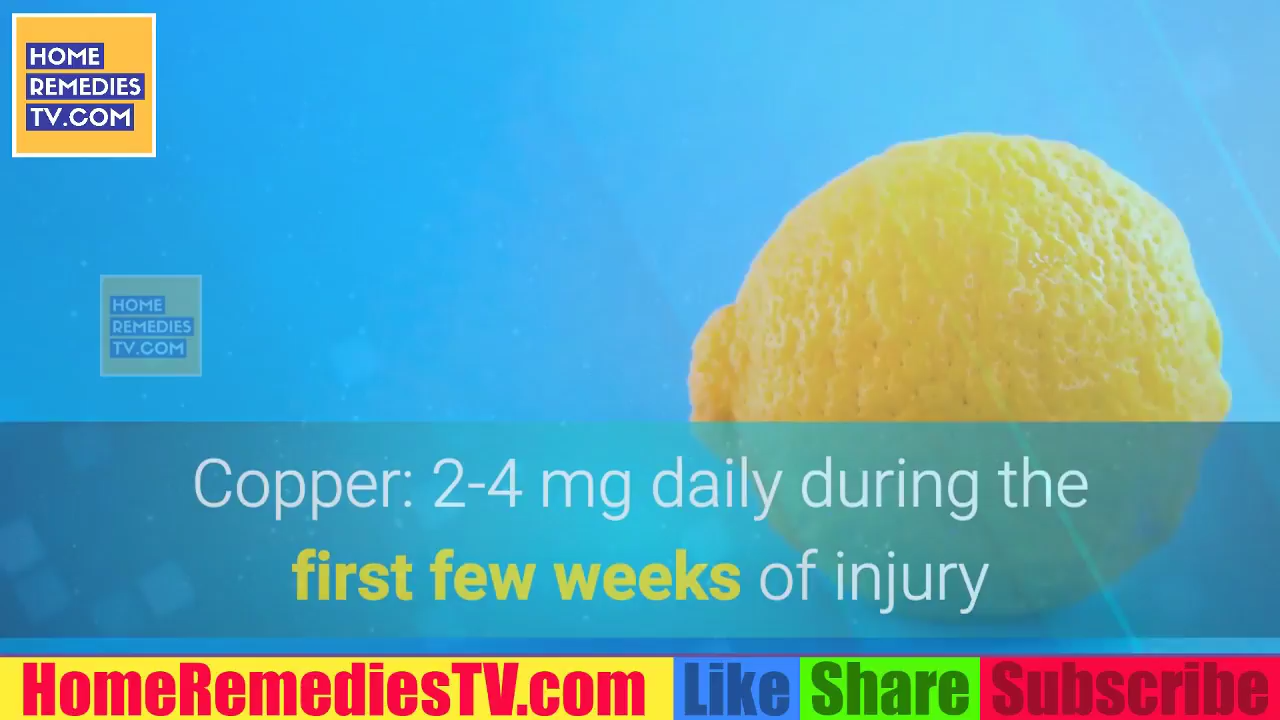 HOME
REMEDIES
TV.COM
HOME
REMEDIES
TV.COM
Copper: 2-4 mg daily during the
first few weeks of injury
HomeRemediesTV.com Like Share Subscribe